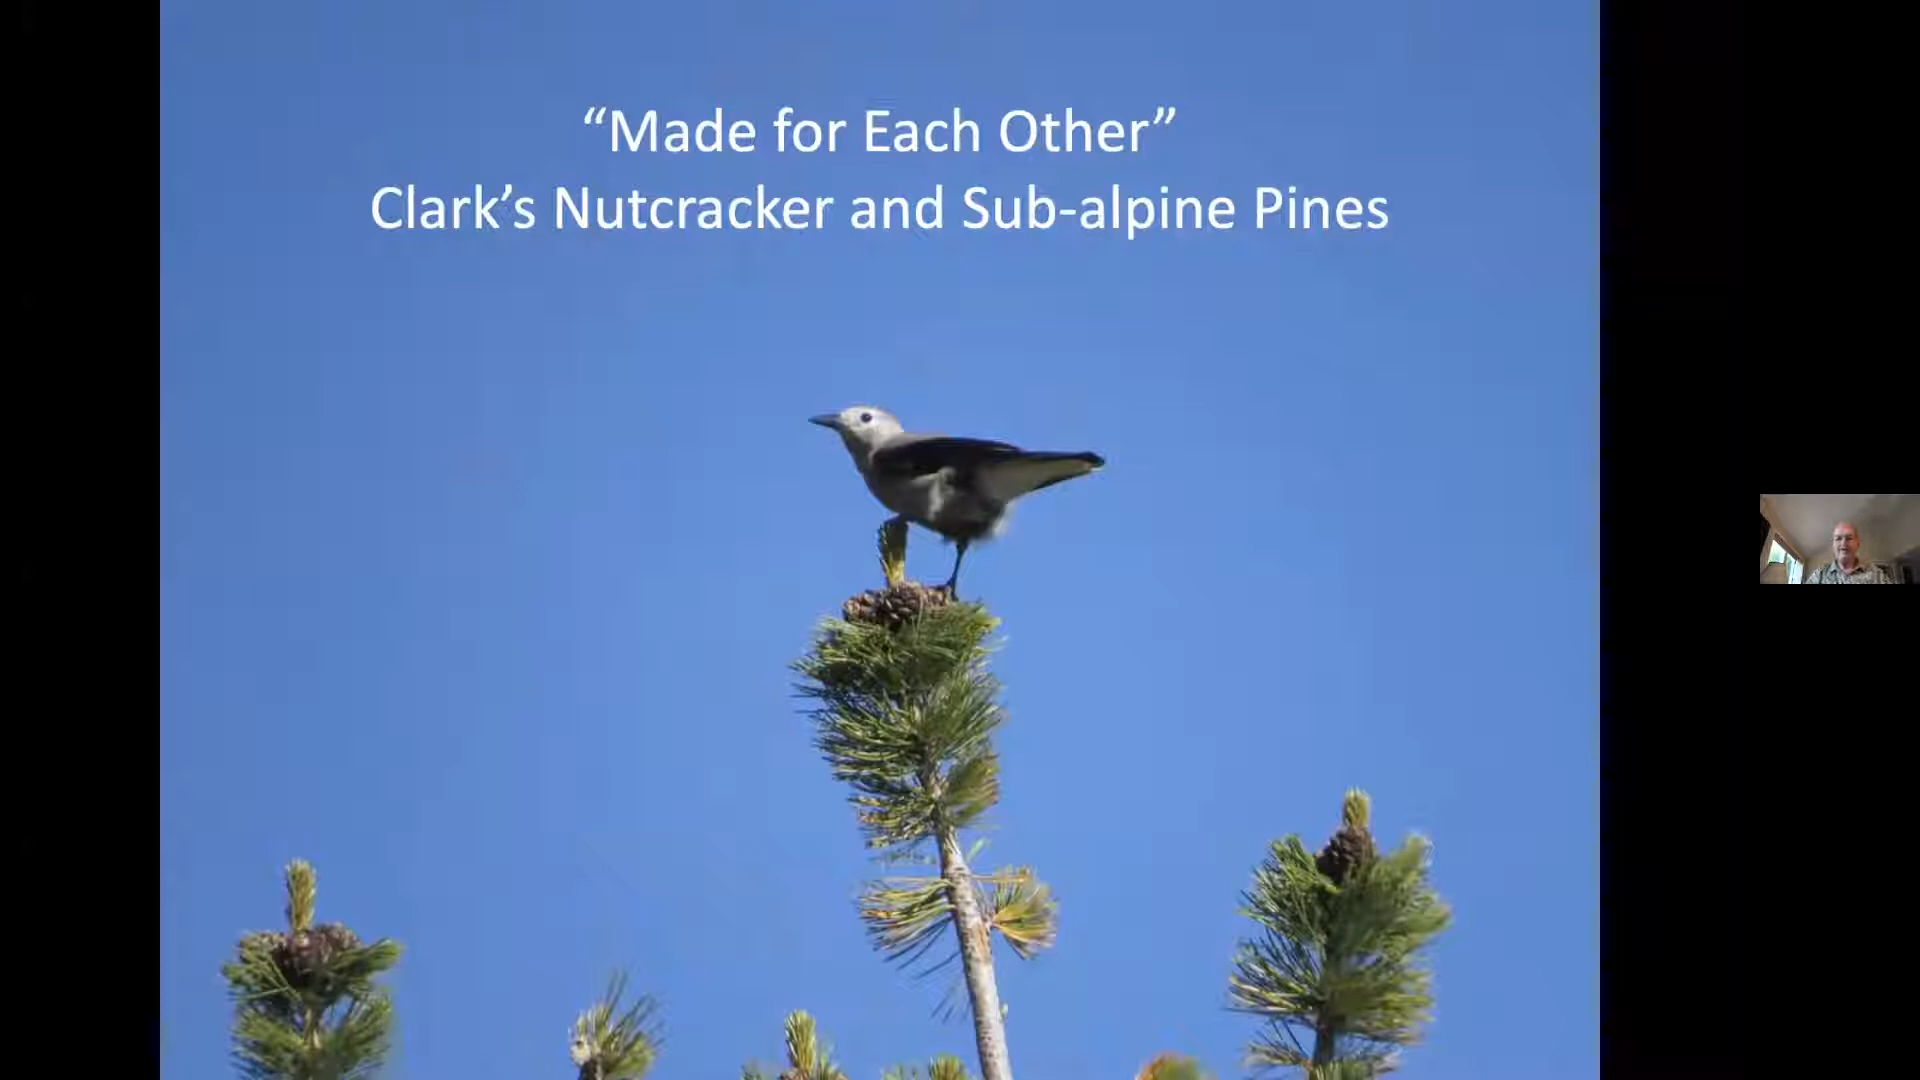 “Made for Each Other”
Clark’s Nutcracker and Sub-alpine Pines